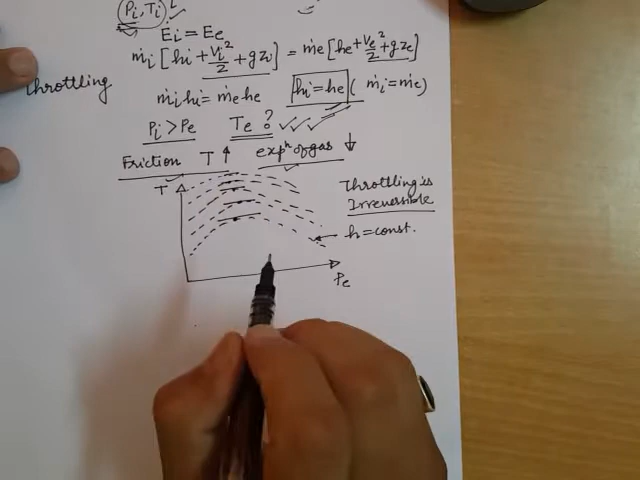 Pi, Ti
Ei = Ee
ṁi [hi + Vi²/2 + gzi] = ṁe [he + Ve²/2 + gze]
Throttling
ṁi hi = ṁe he hi = he (ṁi = ṁe)
Pi > Pe Te ?
Friction T ↑ expⁿ of gas ↓
T
Throttling is
Irreversible
h = const.
Pe